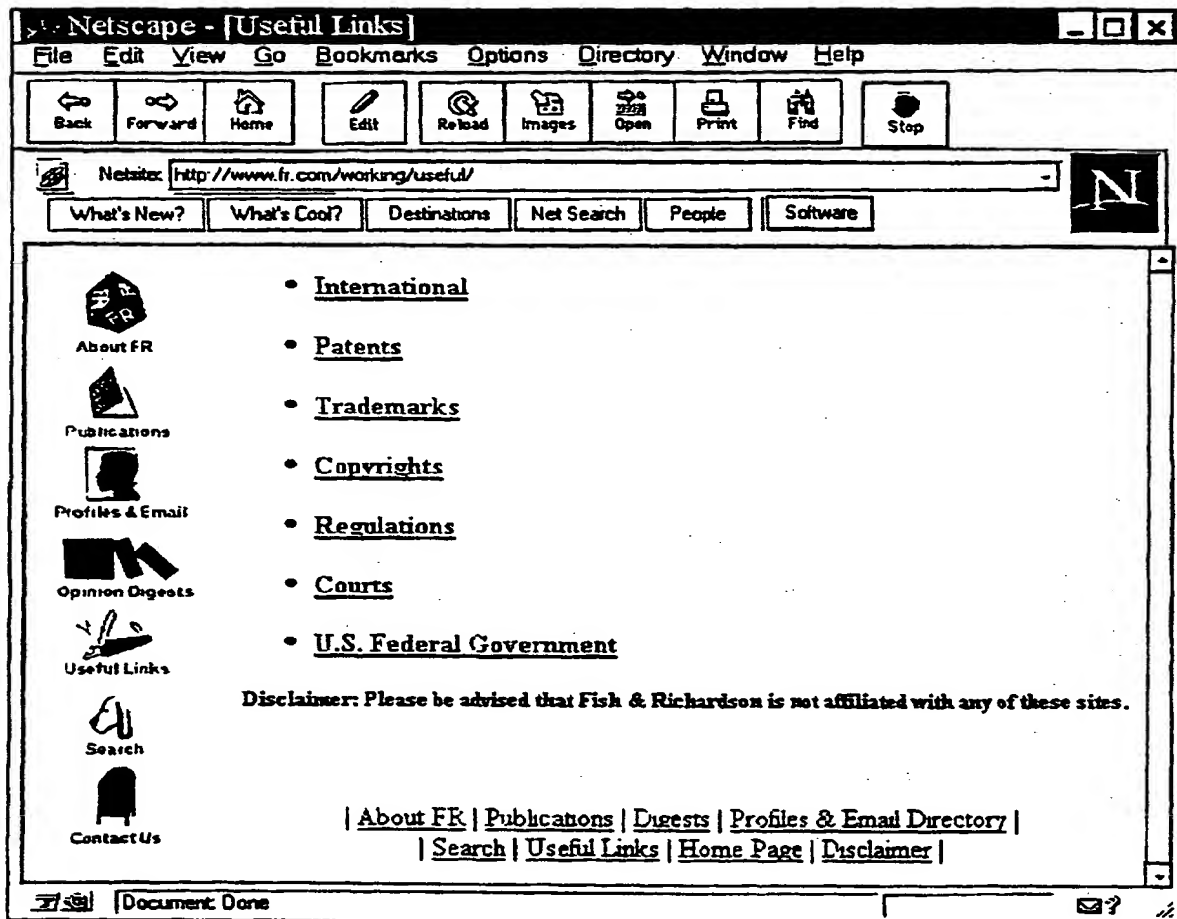 Netscape - [Useful Links]
File Edit View Go Bookmarks Options Directory Window Help
Back Forward Home Edit Reload Images Open Print Find Stop
Netsite: http://www.fr.com/working/useful/
N
What's New? What's Cool? Destinations Net Search People Software
FR
About FR
Publications
Profiles & Email
Opinion Digests
Useful Links
Search
Contact Us
• International
• Patents
• Trademarks
• Copyrights
• Regulations
• Courts
• U.S. Federal Government
Disclaimer: Please be advised that Fish & Richardson is not affiliated with any of these sites.
| About FR | Publications | Digests | Profiles & Email Directory |
| Search | Useful Links | Home Page | Disclaimer |
Document: Done
?